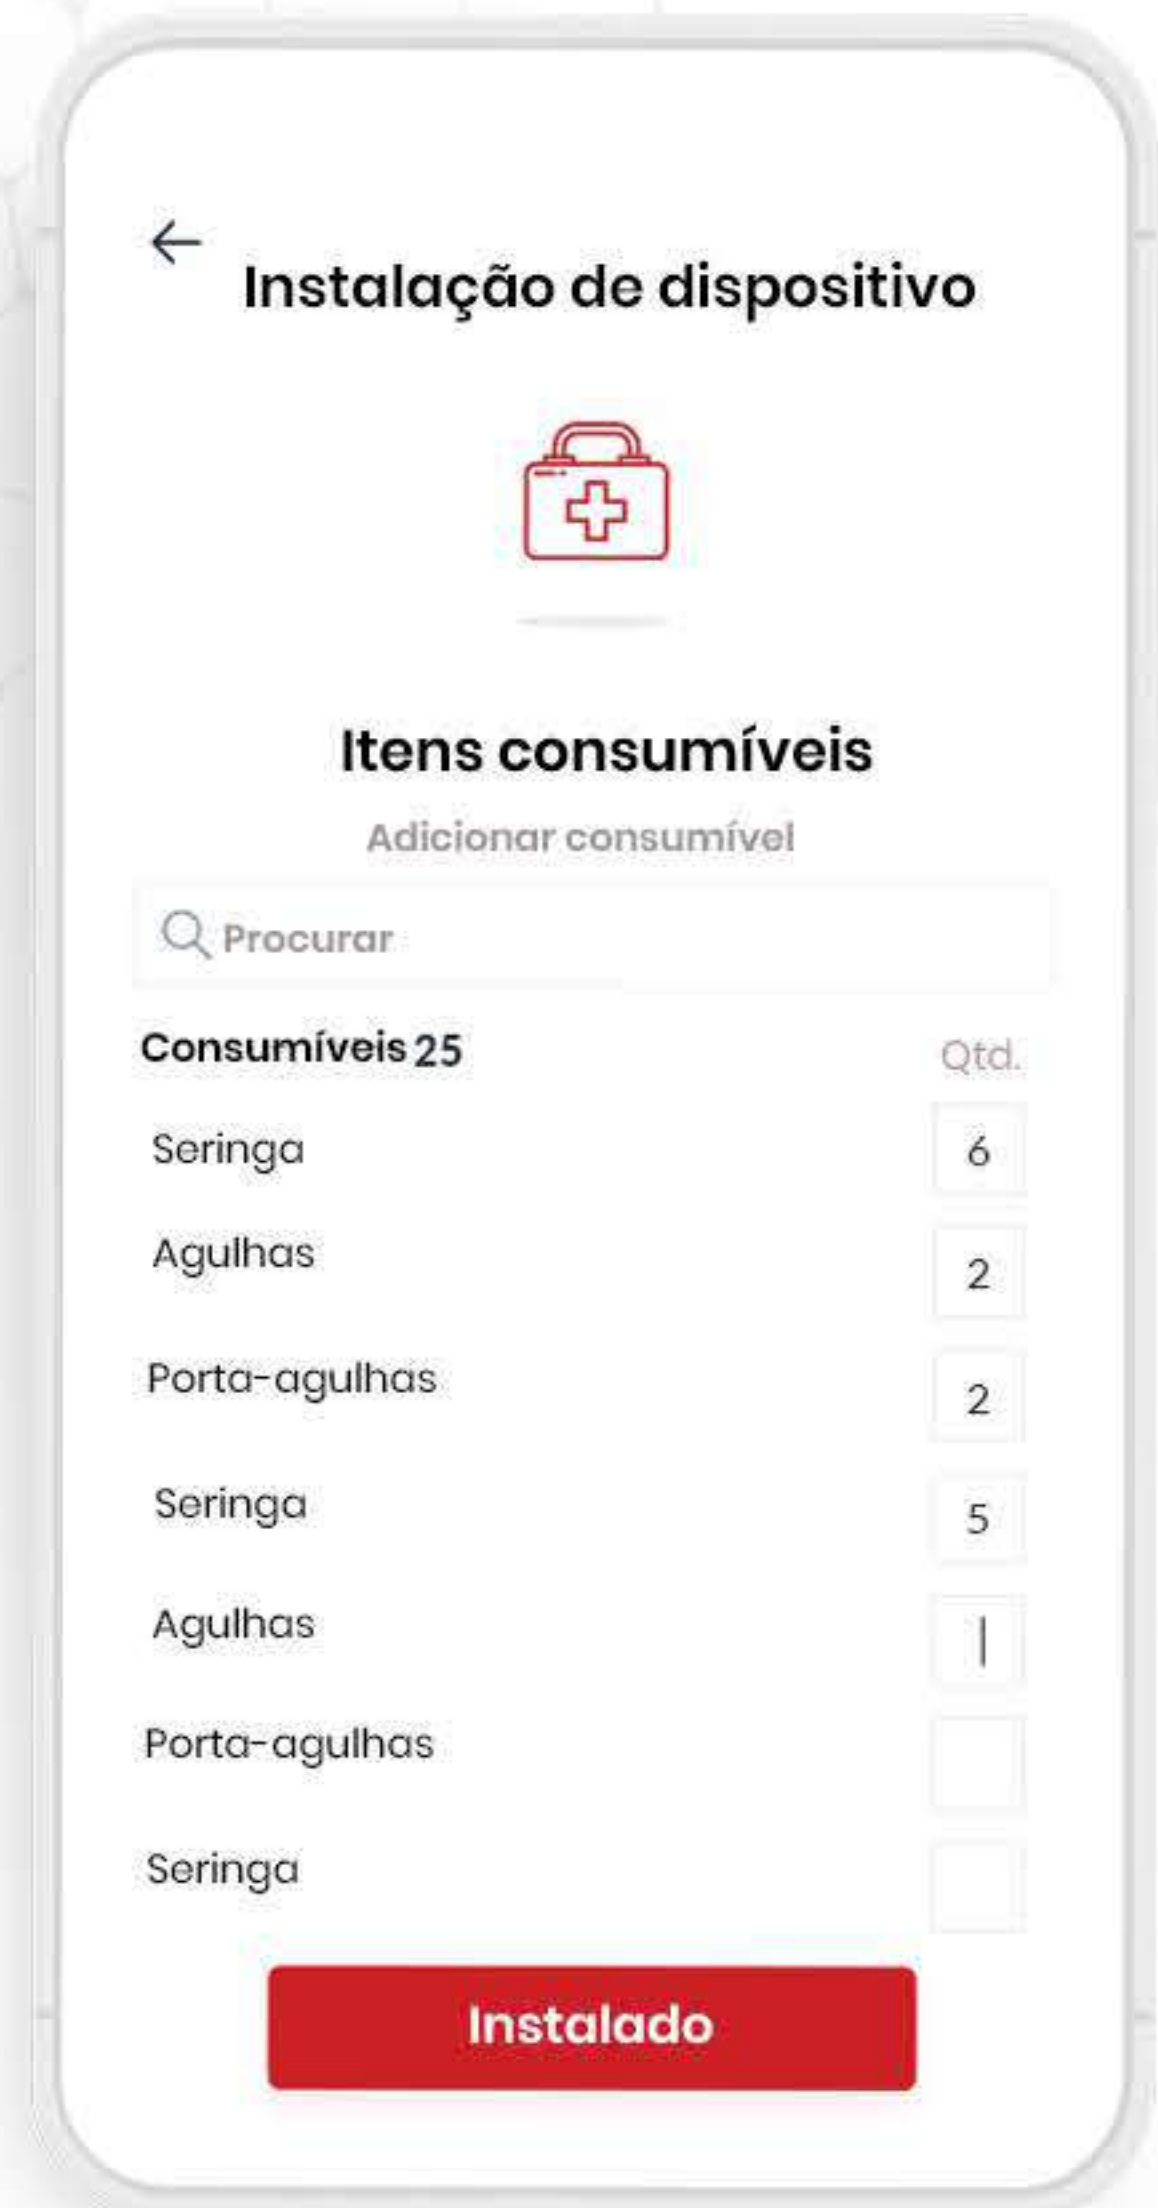 Instalação de dispositivo
Itens consumíveis
Adicionar consumível
Procurar
Consumíveis 25 Qtd.
Seringa 6
Agulhas 2
Porta-agulhas 2
Seringa 5
Agulhas
Porta-agulhas
Seringa
Instalado